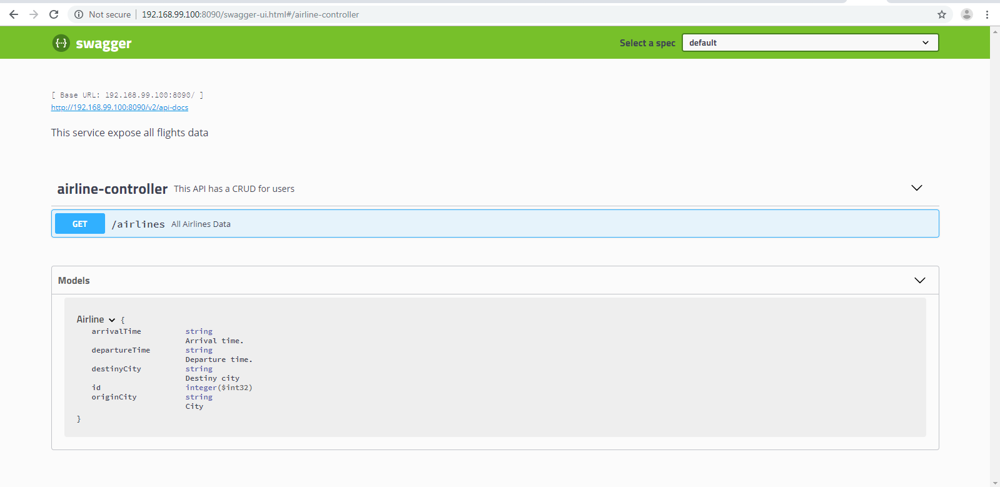 Not secure 192.168.99.100:8090/swagger-ui.html#/airline-controller
{···} swagger Select a spec default
[ Base URL: 192.168.99.100:8090/ ]
http://192.168.99.100:8090/v2/api-docs
This service expose all flights data
airline-controller This API has a CRUD for users
GET /airlines All Airlines Data
Models
Airline {
arrivalTime string
Arrival time.
departureTime string
Departure time.
destinyCity string
Destiny city
id integer($int32)
originCity string
City
}